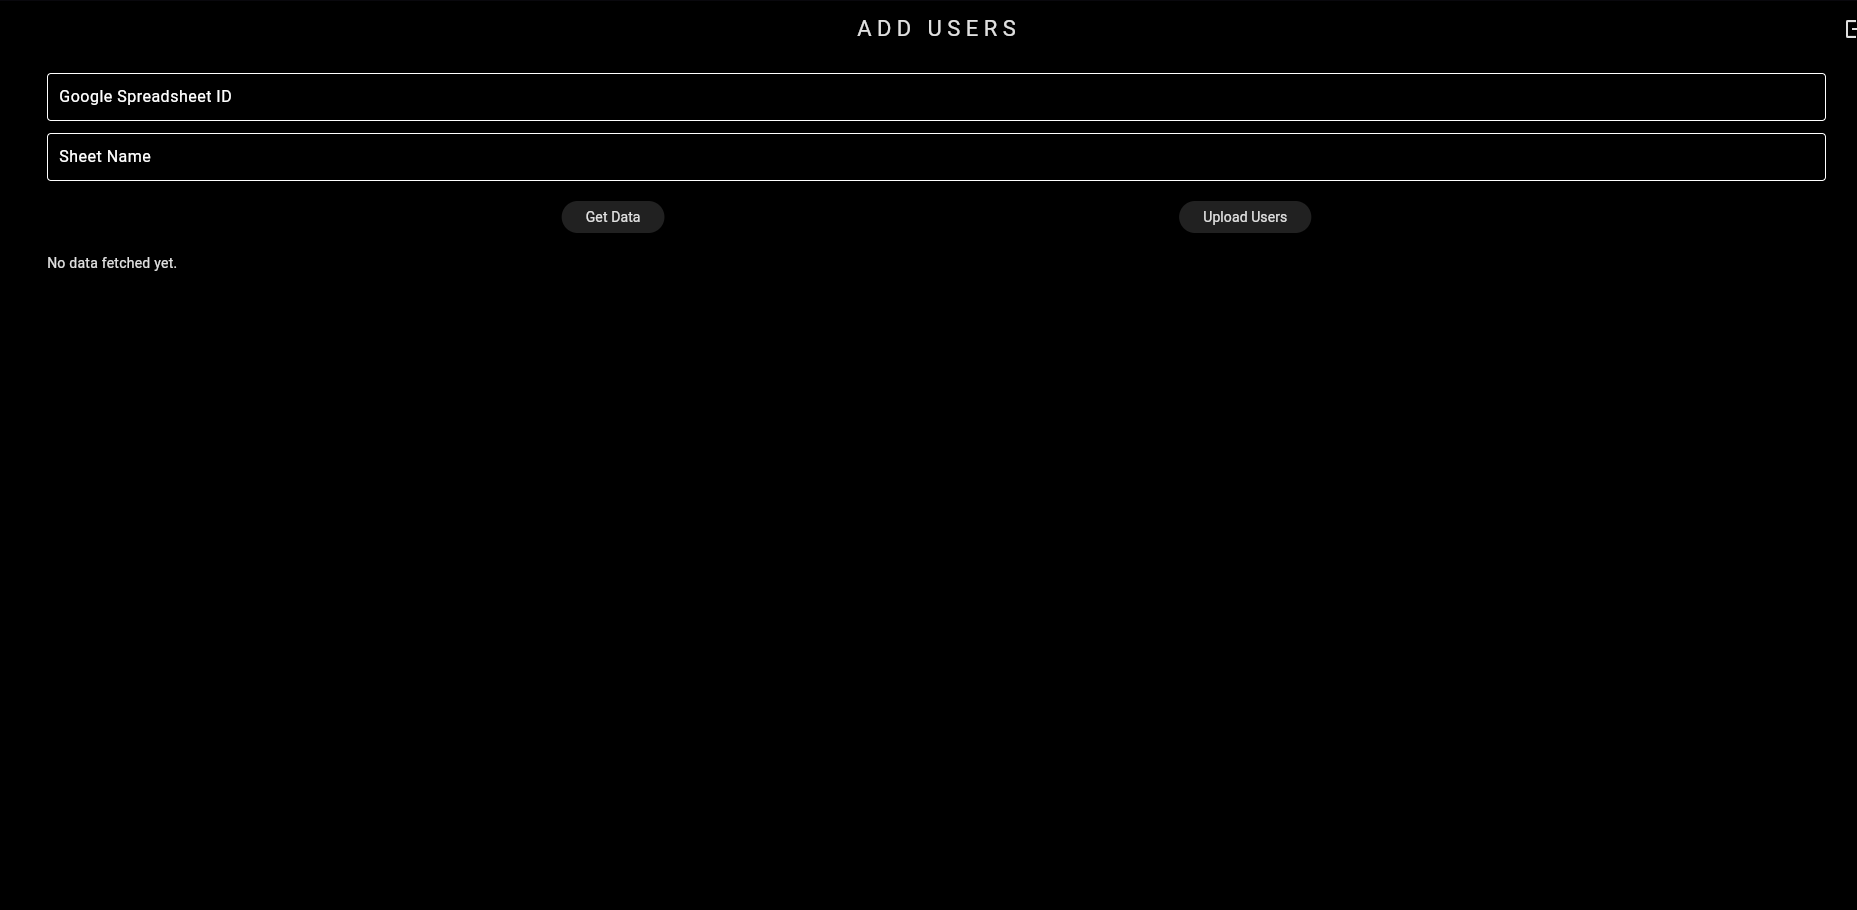 ADD USERS
Google Spreadsheet ID
Sheet Name
Get Data
Upload Users
No data fetched yet.